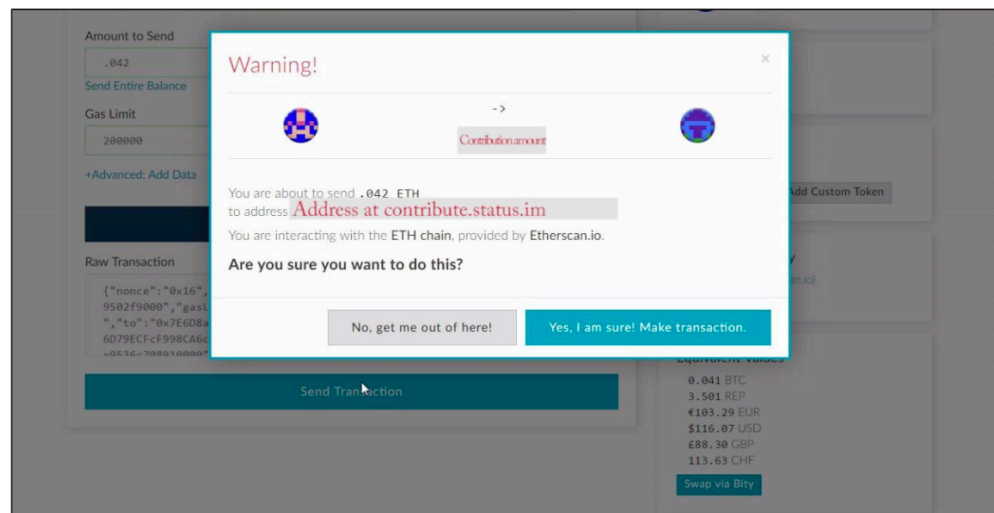 Amount to Send
.042
Send Entire Balance
Gas Limit
200000
+Advanced: Add Data
Raw Transaction
{"nonce":"0x16",
9502f9000","gasL
","to":"0x7E6D8a
6D79ECFcF998CA6c
Send Transaction
Warning!
×
->
Contribution amount
You are about to send .042 ETH
to address Address at contribute.status.im
You are interacting with the ETH chain, provided by Etherscan.io.
Are you sure you want to do this?
No, get me out of here!
Yes, I am sure! Make transaction.
Add Custom Token
Equivalent Values
0.041 BTC
3.501 REP
€103.29 EUR
$116.07 USD
£88.30 GBP
113.63 CHF
Swap via Bity